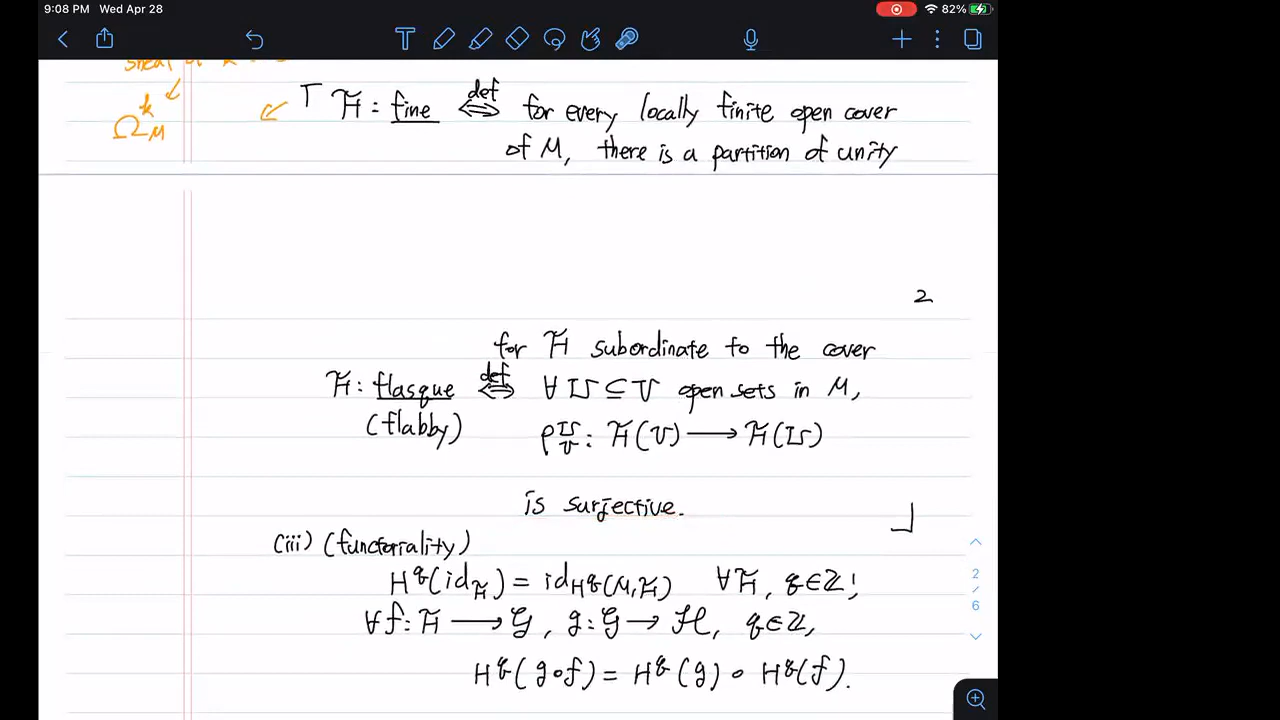 9:08 PM Wed Apr 28
82%
Ω^k_M
ℱ : fine ⟺(def) for every locally finite open cover
of M, there is a partition of unity
2
for ℱ subordinate to the cover
ℱ : flasque ⟺(def) ∀ U ⊆ V open sets in M,
(flabby) ρ^U_V : ℱ(V) ⟶ ℱ(U)
is surjective. ⌟
(iii) (functoriality)
H^q(id_ℱ) = id_{H^q(M,ℱ)} ∀ℱ, q∈ℤ;
∀f: ℱ ⟶ 𝒢, g: 𝒢 → ℋ, q∈ℤ,
H^q(g∘f) = H^q(g) ∘ H^q(f).
2
/
6